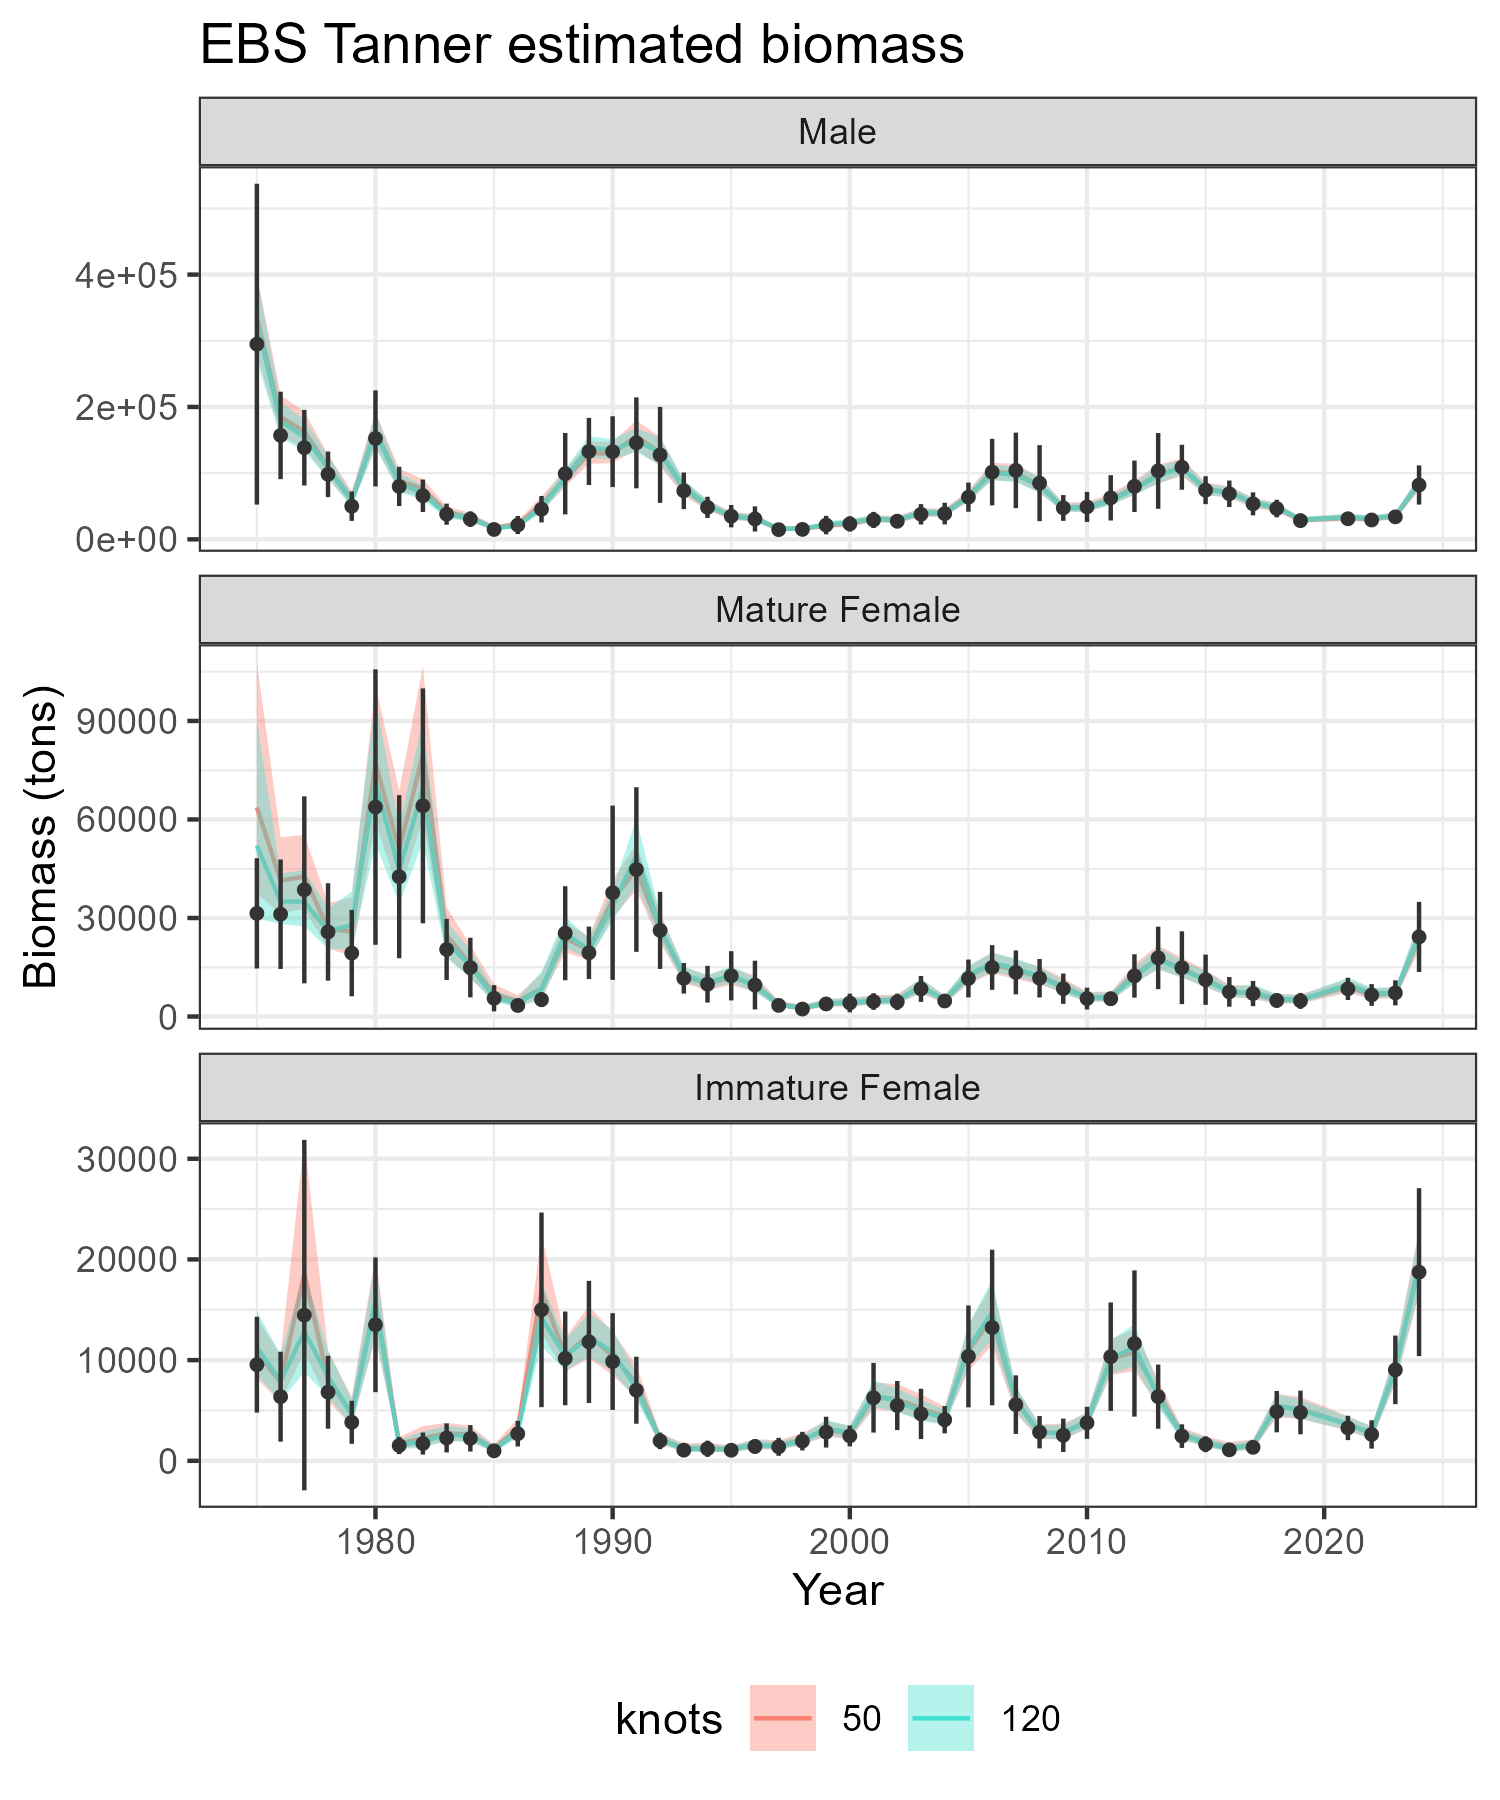 EBS Tanner estimated biomass
Male
4e+05
2e+05
0e+00
Mature Female
90000
60000
30000
0
Biomass (tons)
Immature Female
30000
20000
10000
0
1980 1990 2000 2010 2020
Year
knots 50 120